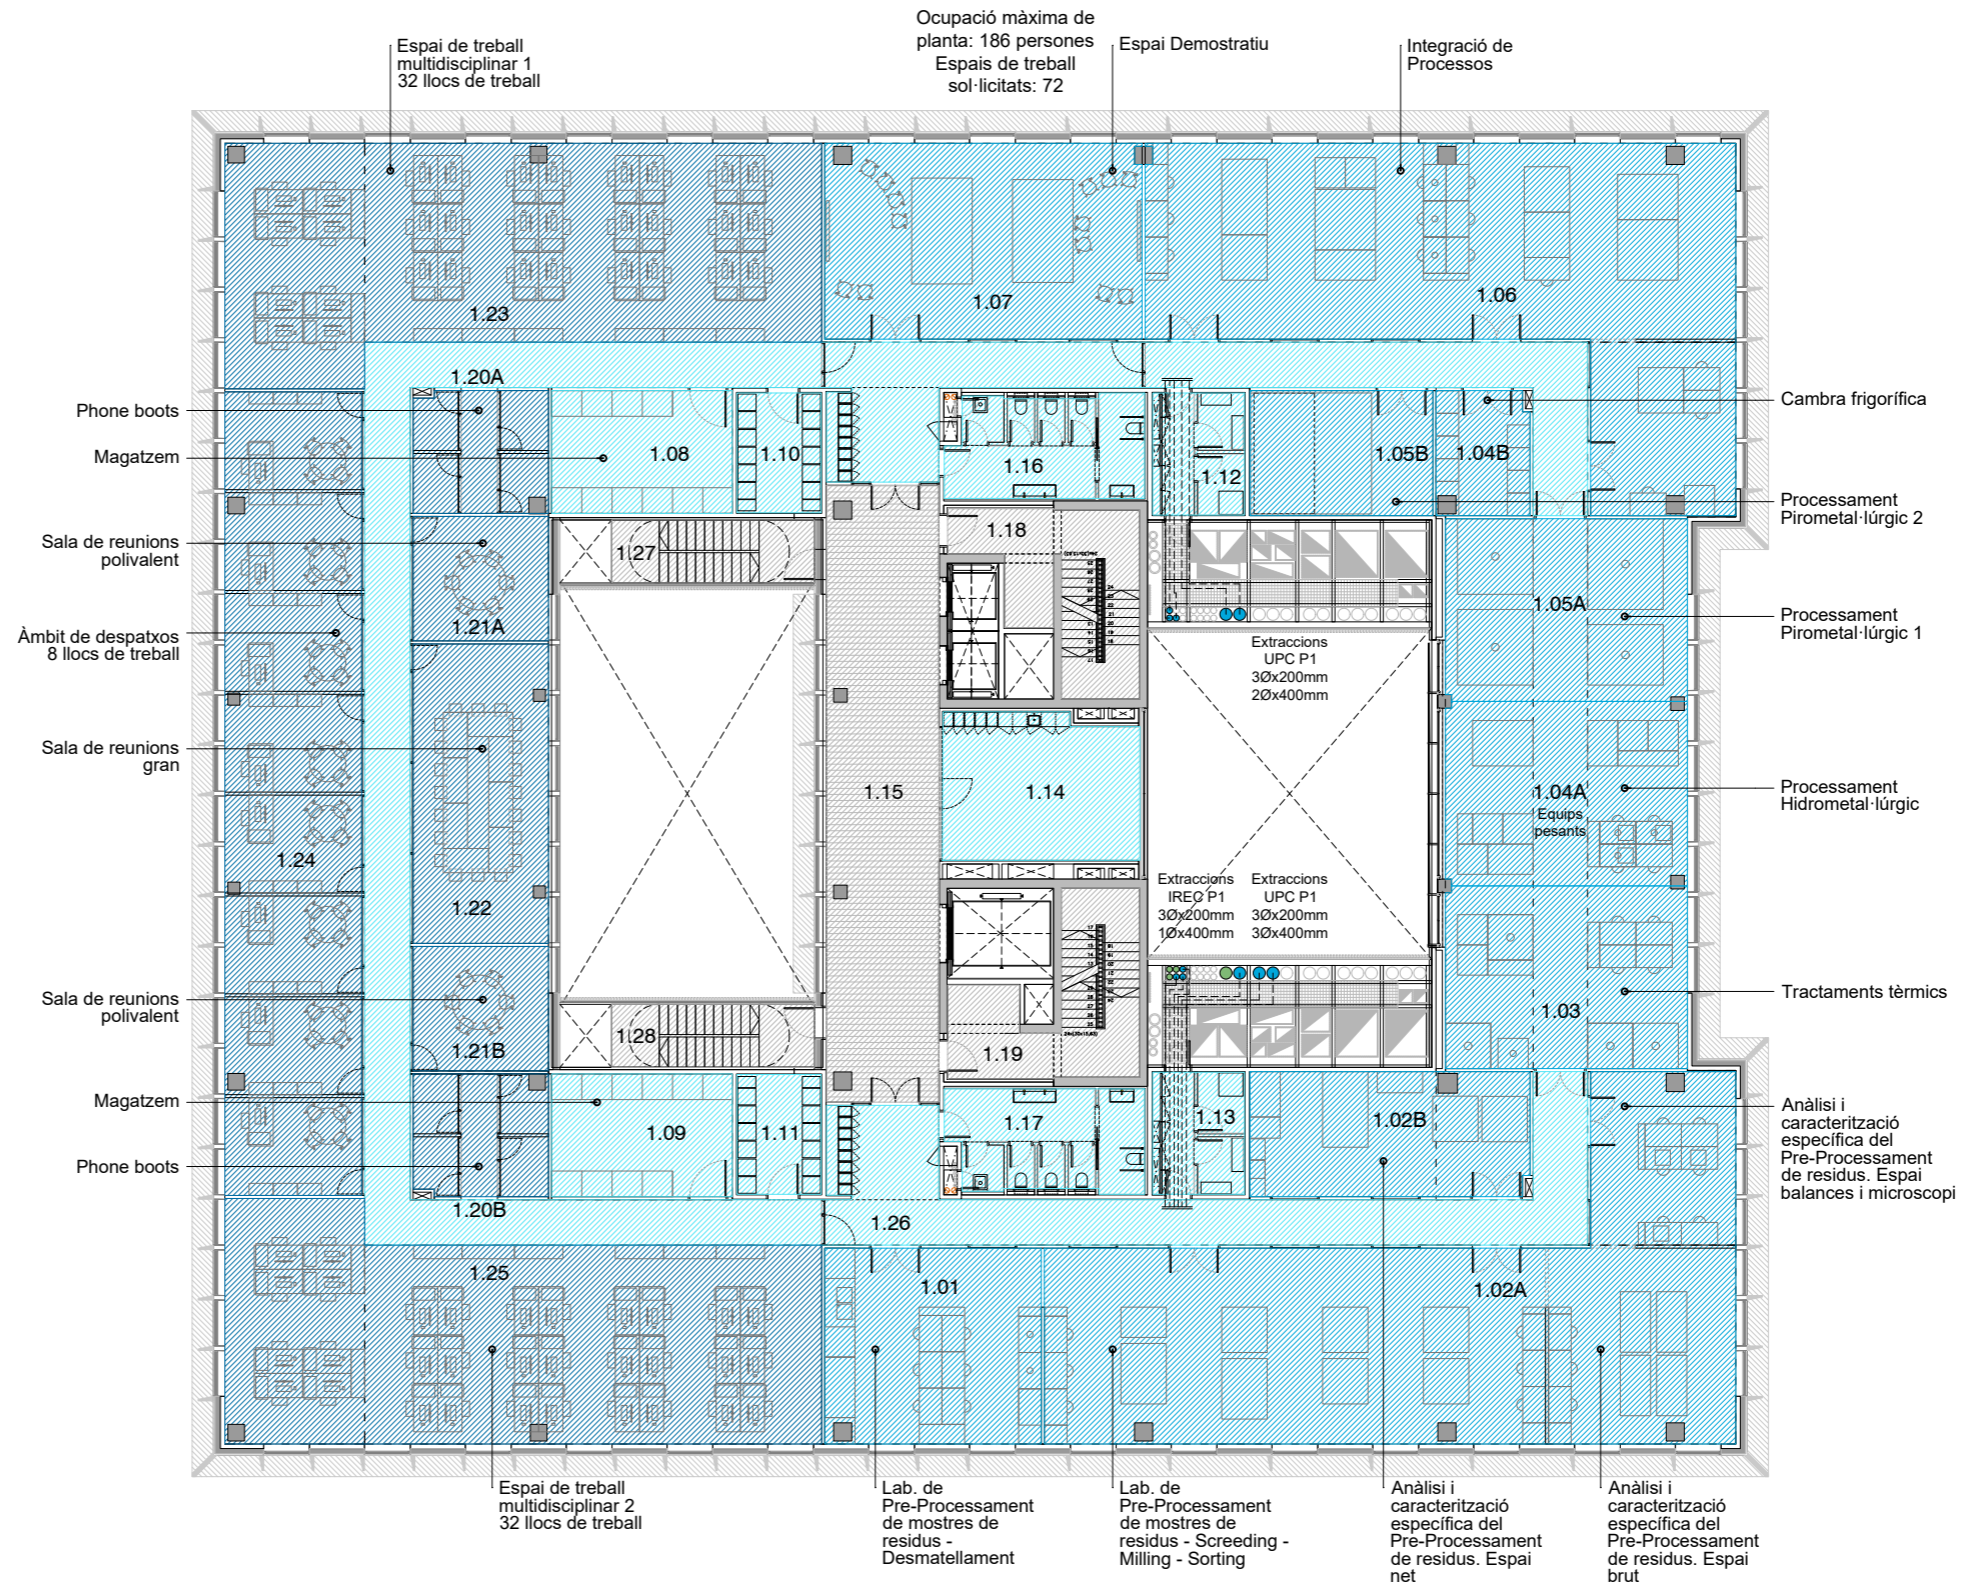 Ocupació màxima de
planta: 186 persones
Espais de treball
sol·licitats: 72
Espai de treball
multidisciplinar 1
32 llocs de treball
Espai Demostratiu
Integració de
Processos
1.23
1.07
1.06
1.20A
Phone boots
Magatzem
1.08
1.10
1.16
1.12
1.05B
1.04B
Cambra frigorífica
Processament
Pirometal·lúrgic 2
Sala de reunions
polivalent
1.27
1.18
1.21A
1.05A
Processament
Pirometal·lúrgic 1
Àmbit de despatxos
8 llocs de treball
Extraccions
UPC P1
3Øx200mm
2Øx400mm
Sala de reunions
gran
1.15
1.14
1.04A
Equips
pesants
Processament
Hidrometal·lúrgic
1.24
1.22
Extraccions
IREC P1
3Øx200mm
1Øx400mm
Extraccions
UPC P1
3Øx200mm
3Øx400mm
Sala de reunions
polivalent
1.21B
1.28
1.19
1.03
Tractaments tèrmics
Magatzem
1.09
1.11
1.17
1.13
1.02B
Anàlisi i
caracterització
específica del
Pre-Processament
de residus. Espai
balances i microscopi
Phone boots
1.20B
1.26
1.25
1.01
1.02A
Espai de treball
multidisciplinar 2
32 llocs de treball
Lab. de
Pre-Processament
de mostres de
residus -
Desmatellament
Lab. de
Pre-Processament
de mostres de
residus - Screeding -
Milling - Sorting
Anàlisi i
caracterització
específica del
Pre-Processament
de residus. Espai
net
Anàlisi i
caracterització
específica del
Pre-Processament
de residus. Espai
brut